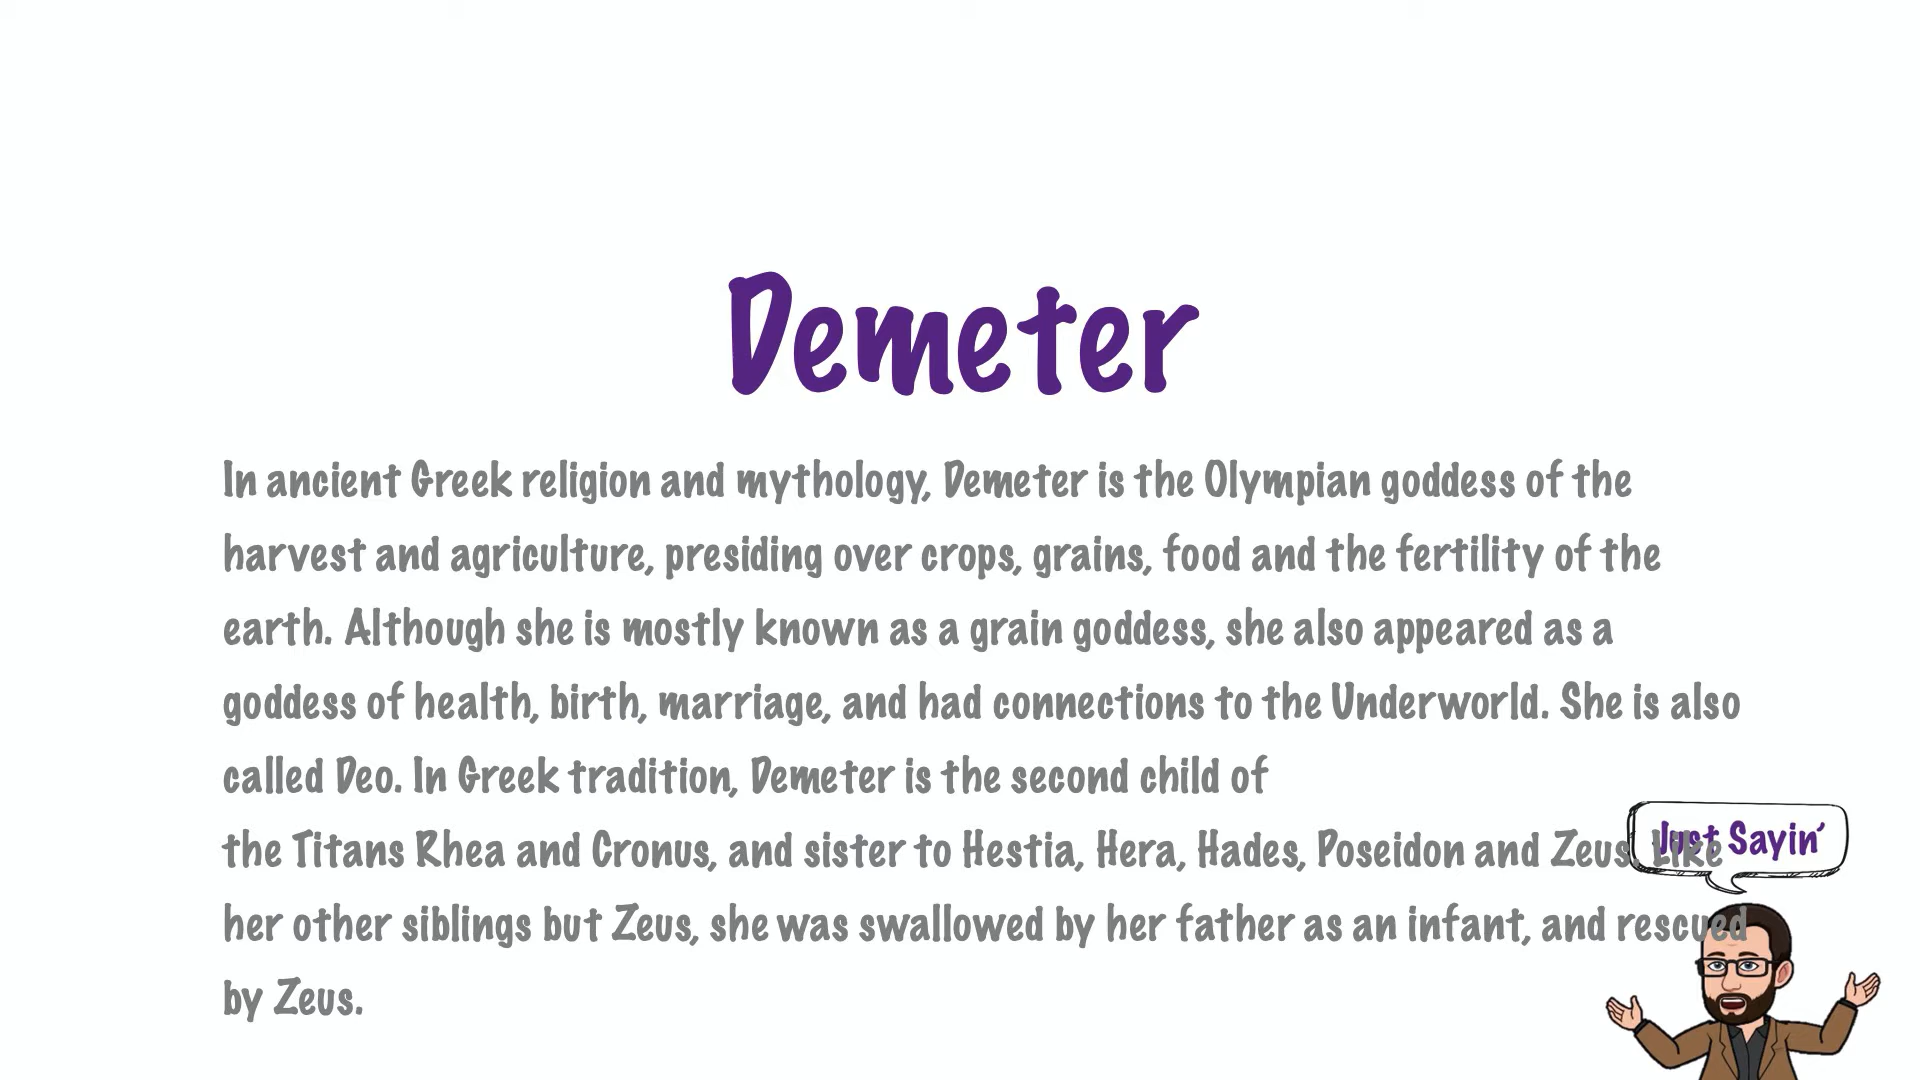 Demeter
In ancient Greek religion and mythology, Demeter is the Olympian goddess of the
harvest and agriculture, presiding over crops, grains, food and the fertility of the
earth. Although she is mostly known as a grain goddess, she also appeared as a
goddess of health, birth, marriage, and had connections to the Underworld. She is also
called Deo. In Greek tradition, Demeter is the second child of
the Titans Rhea and Cronus, and sister to Hestia, Hera, Hades, Poseidon and Zeus. Like
her other siblings but Zeus, she was swallowed by her father as an infant, and rescued
by Zeus.
Just Sayin’